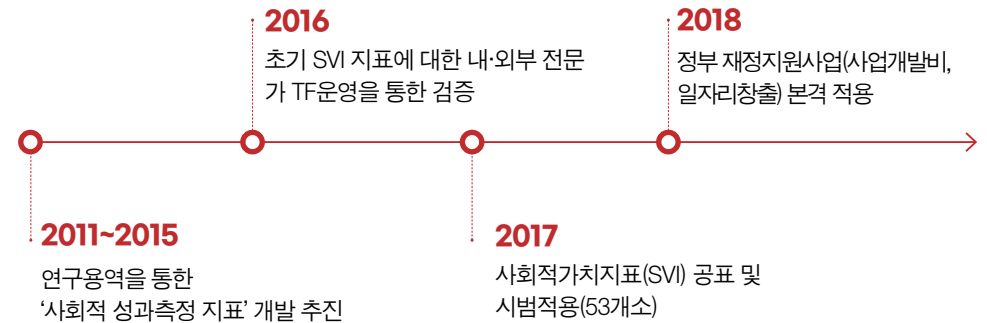 2016
초기 SVI 지표에 대한 내·외부 전문
가 TF운영을 통한 검증
2018
정부 재정지원사업(사업개발비,
일자리창출) 본격 적용
2011~2015
연구용역을 통한
‘사회적 성과측정 지표’ 개발 추진
2017
사회적가치지표(SVI) 공표 및
시범적용(53개소)